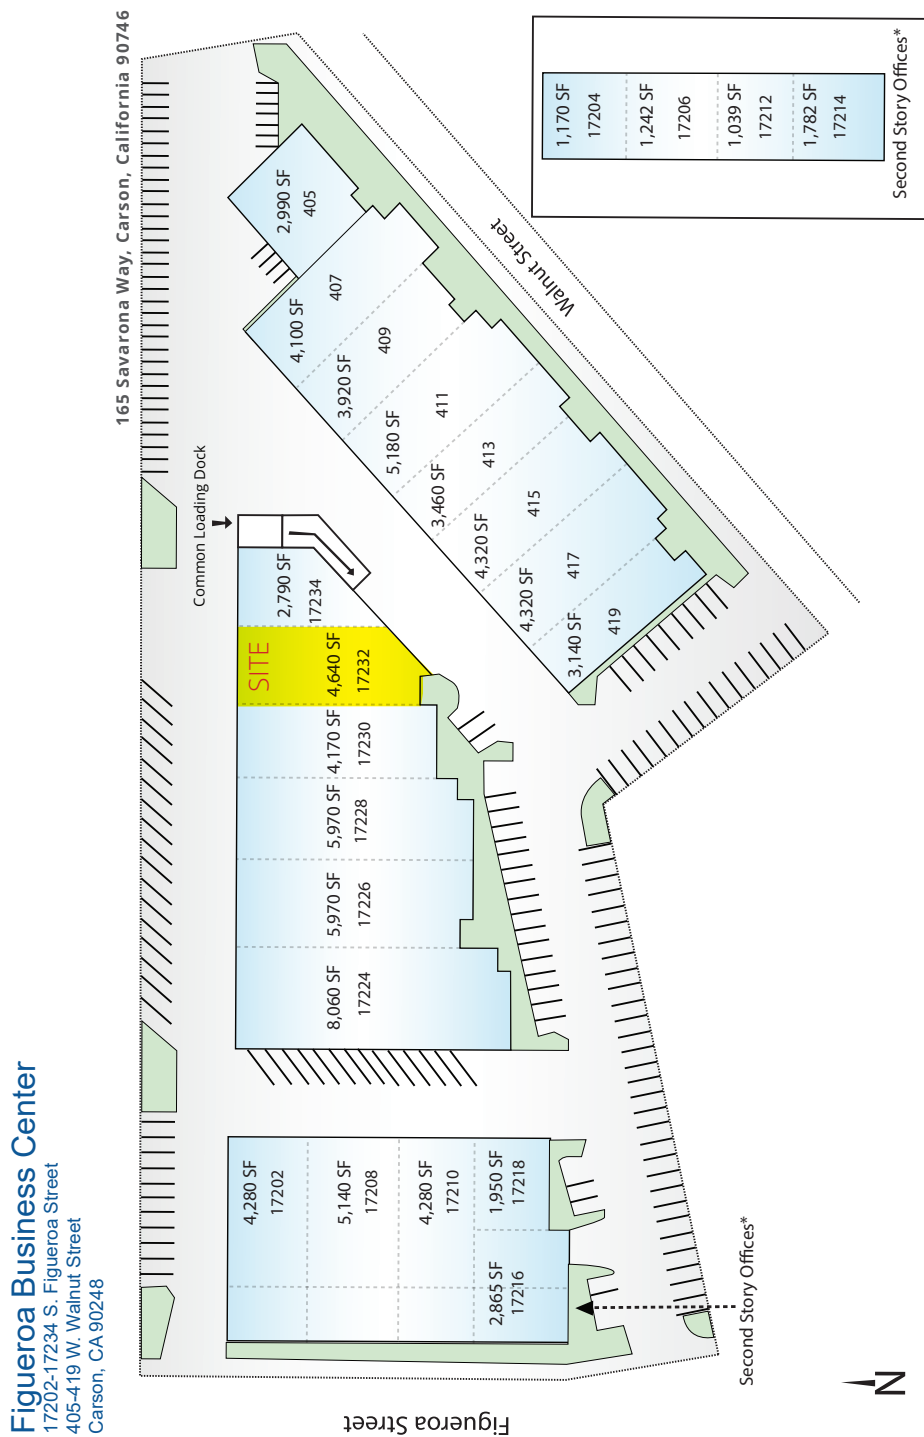 Figueroa Business Center
17202-17234 S. Figueroa Street
405-419 W. Walnut Street
Carson, CA 90248
165 Savarona Way, Carson, California 90746
Common Loading Dock
4,280 SF
17202
5,140 SF
17208
4,280 SF
17210
1,950 SF
17218
2,865 SF
17216
8,060 SF
17224
5,970 SF
17226
5,970 SF
17228
4,170 SF
17230
SITE
4,640 SF
17232
2,790 SF
17234
2,990 SF
405
4,100 SF
407
3,920 SF
409
5,180 SF
411
3,460 SF
413
4,320 SF
415
4,320 SF
417
3,140 SF
419
Walnut Street
Figueroa Street
Second Story Offices*
1,170 SF
17204
1,242 SF
17206
1,039 SF
17212
1,782 SF
17214
Second Story Offices*
N